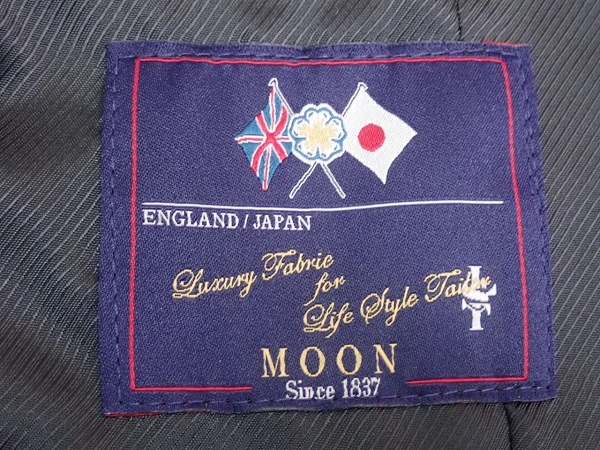 ENGLAND / JAPAN
Luxury Fabric
for
Life Style Tailor
MOON
Since 1837